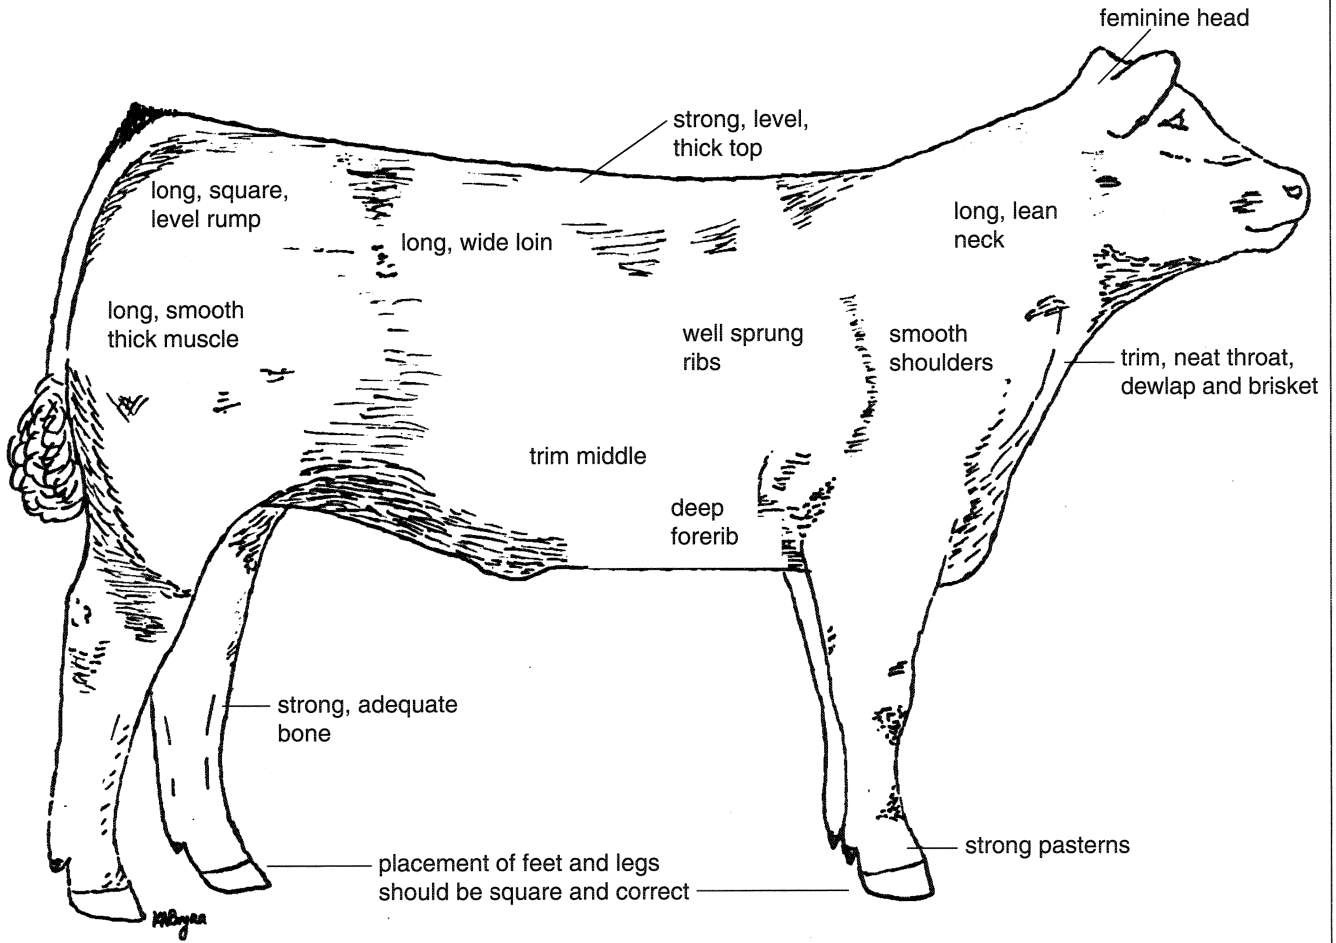 feminine head
strong, level,
thick top
long, square,
level rump
long, wide loin
long, lean
neck
long, smooth
thick muscle
well sprung
ribs
smooth
shoulders
trim, neat throat,
dewlap and brisket
trim middle
deep
forerib
strong, adequate
bone
strong pasterns
placement of feet and legs
should be square and correct